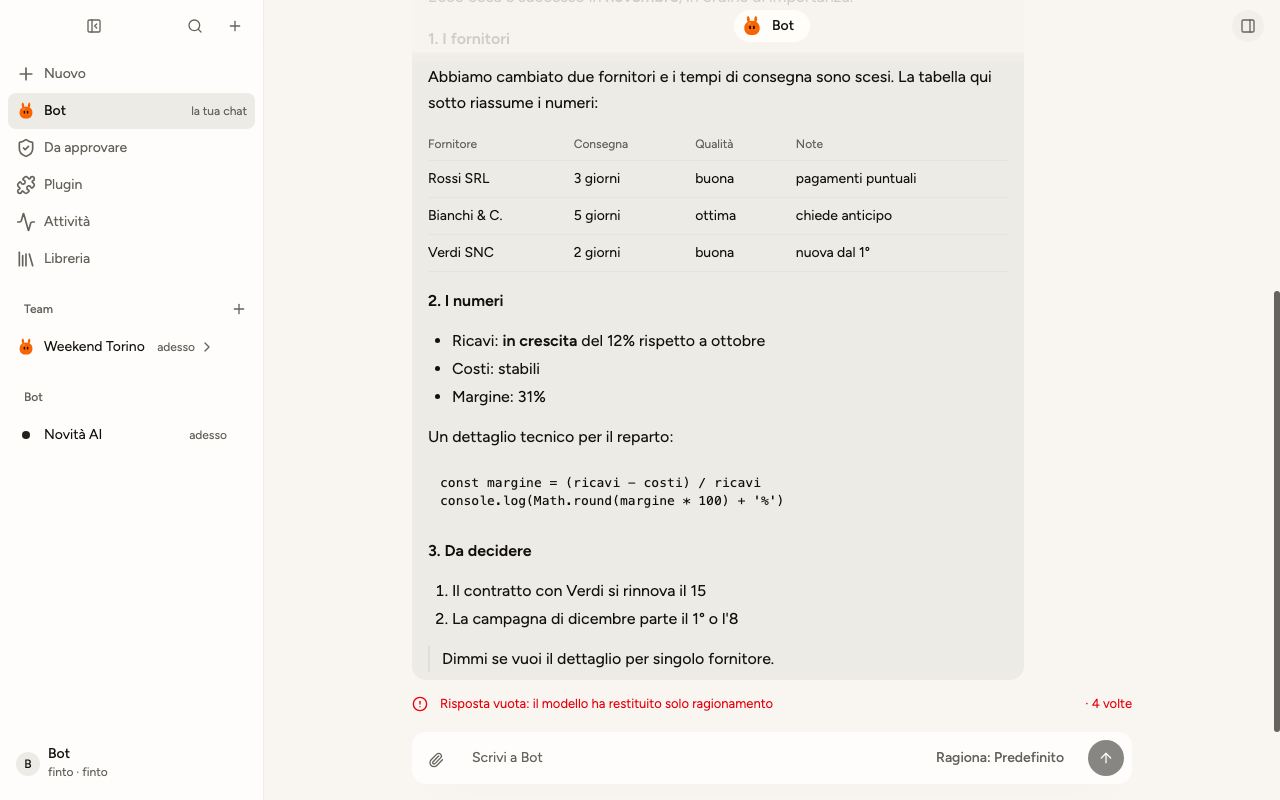 Nuovo
Bot
la tua chat
Da approvare
Plugin
Attività
Libreria
Team
Weekend Torino
adesso
Bot
Novità AI
adesso
B
Bot
finto · finto
Bot
1. I fornitori
Abbiamo cambiato due fornitori e i tempi di consegna sono scesi. La tabella qui
sotto riassume i numeri:
Fornitore Consegna Qualità Note
Rossi SRL 3 giorni buona pagamenti puntuali
Bianchi & C. 5 giorni ottima chiede anticipo
Verdi SNC 2 giorni buona nuova dal 1°
2. I numeri
• Ricavi: in crescita del 12% rispetto a ottobre
• Costi: stabili
• Margine: 31%
Un dettaglio tecnico per il reparto:
const margine = (ricavi - costi) / ricavi
console.log(Math.round(margine * 100) + '%')
3. Da decidere
1. Il contratto con Verdi si rinnova il 15
2. La campagna di dicembre parte il 1° o l'8
Dimmi se vuoi il dettaglio per singolo fornitore.
Risposta vuota: il modello ha restituito solo ragionamento · 4 volte
Scrivi a Bot
Ragiona: Predefinito